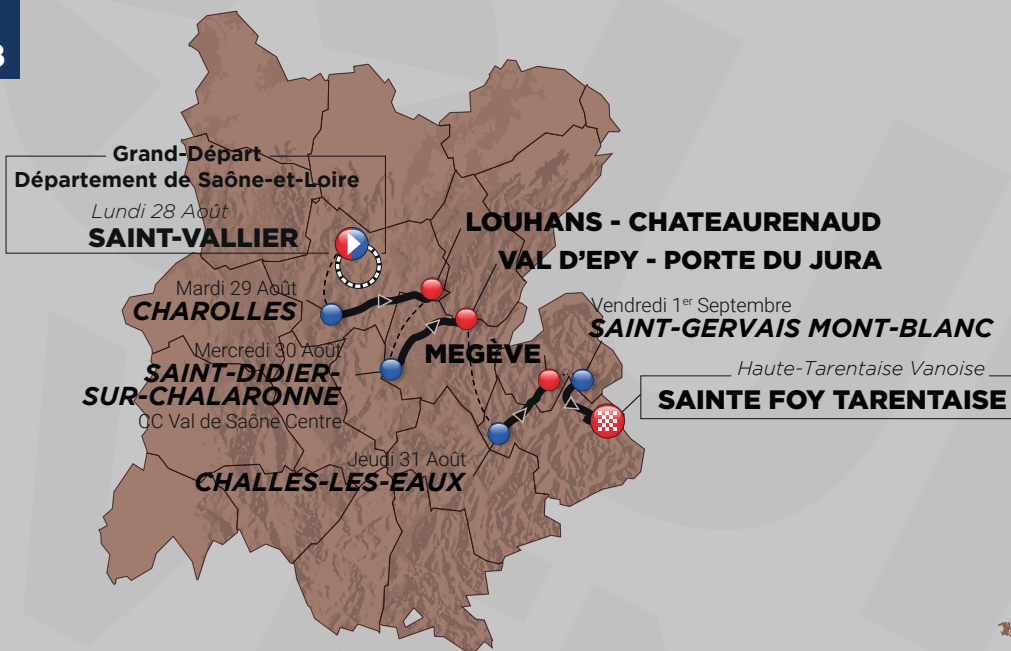 3
Grand-Départ
Département de Saône-et-Loire
Lundi 28 Août
SAINT-VALLIER
LOUHANS - CHATEAURENAUD
VAL D'EPY - PORTE DU JURA
Mardi 29 Août
CHAROLLES
Vendredi 1er Septembre
SAINT-GERVAIS MONT-BLANC
Mercredi 30 Août
MEGÈVE
SAINT-DIDIER-
SUR-CHALARONNE
CC Val de Saône Centre
Haute-Tarentaise Vanoise
SAINTE FOY TARENTAISE
Jeudi 31 Août
CHALLES-LES-EAUX